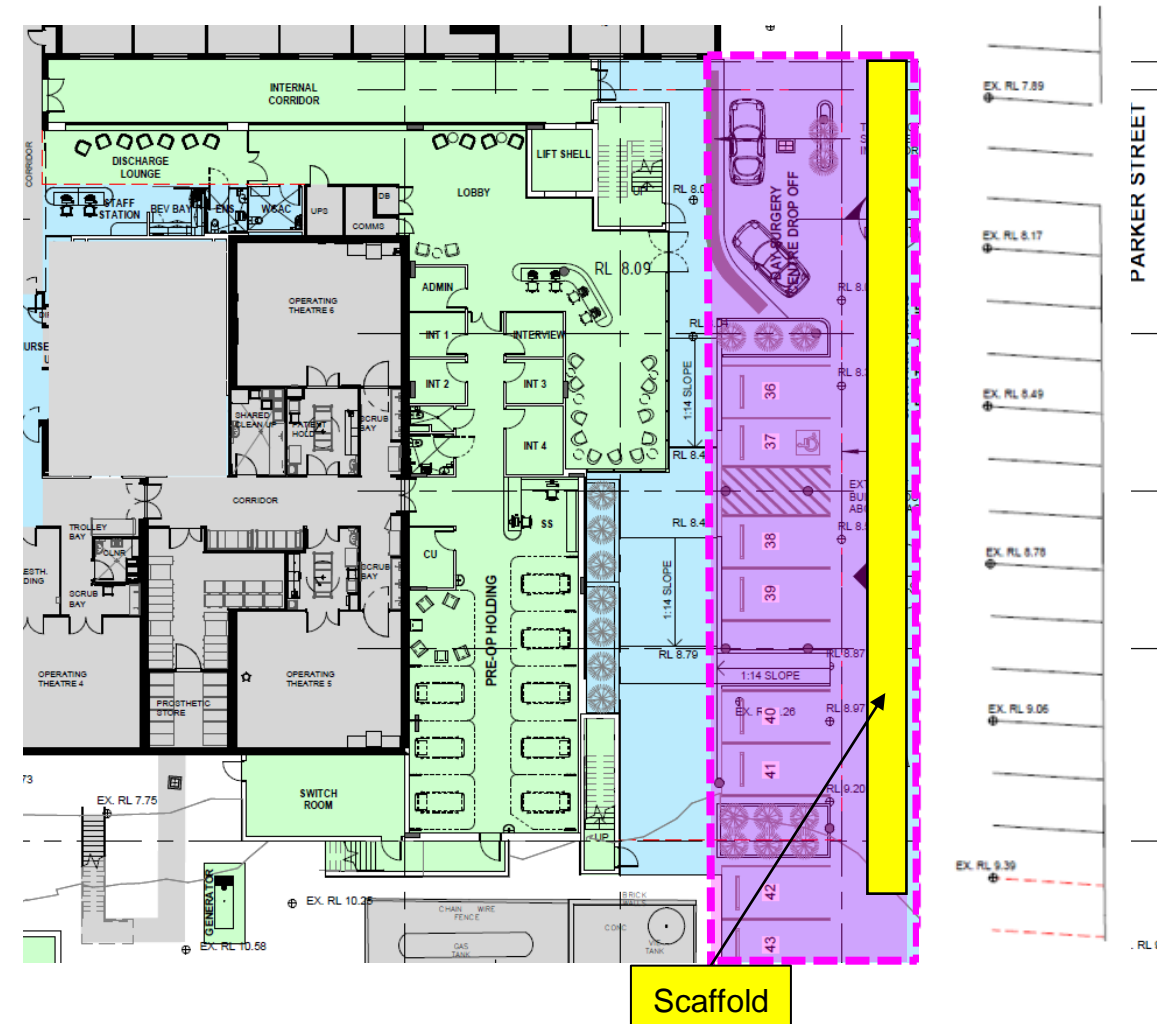 INTERNAL
CORRIDOR
CORRIDOR
DISCHARGE
LOUNGE
LOBBY
LIFT SHELL
UP
RL 8.0
STAFF
STATION
BEV BAY
ENS
WSAC
UPS
DB
COMMS
ADMIN
RL 8.09
DAY SURGERY
CENTRE DROP OFF
OPERATING
THEATRE 6
INT 1
INTERVIEW
INT 2
INT 3
INT 4
1:14 SLOPE
RL 8.4
36
37
SHARED
CLEAN UP
PATIENT
HOLD
SCRUB
BAY
CORRIDOR
SS
RL 8.4
38
39
TROLLEY
BAY
CLNR
SCRUB
BAY
CU
SCRUB
BAY
PRE-OP HOLDING
1:14 SLOPE
RL 8.79
RL 8.87
1:14 SLOPE
OPERATING
THEATRE 4
PROSTHETIC
STORE
OPERATING
THEATRE 5
40
RL 8.97
41
RL 9.20
SWITCH
ROOM
UP
EX. RL 7.75
42
43
GENERATOR
EX. RL 10.58
EX. RL 10.25
CHAIN WIRE
FENCE
GAS
TANK
BRICK
CONC
TANK
Scaffold
EX. RL 7.89
EX. RL 8.17
EX. RL 8.49
EX. RL 8.78
EX. RL 9.06
EX. RL 9.39
PARKER STREET